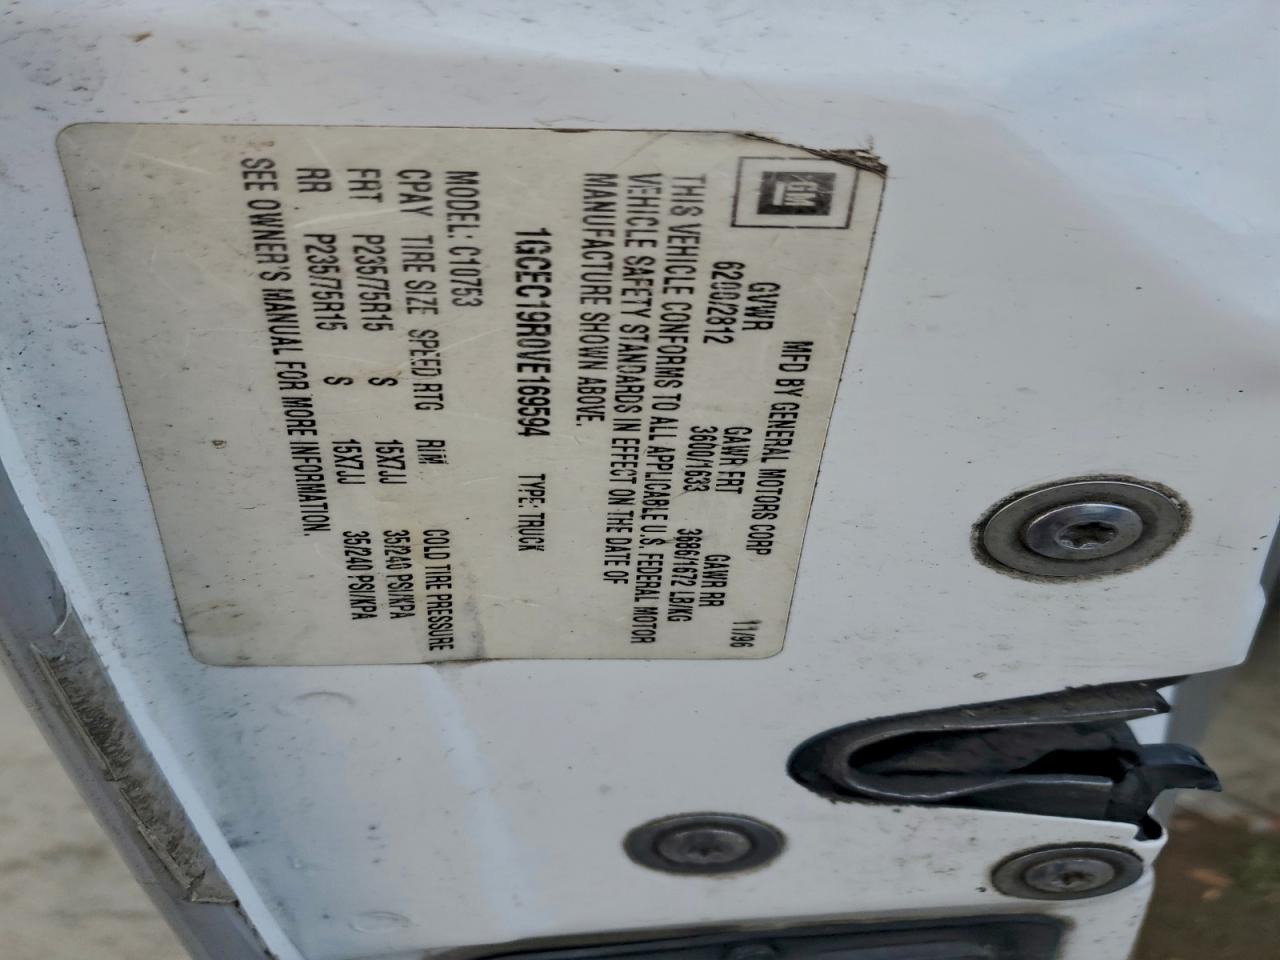 GM
MFD BY GENERAL MOTORS CORP 11/96
GVWR GAWR FRT GAWR RR
6200/2812 3600/1633 3686/1672 LB/KG
THIS VEHICLE CONFORMS TO ALL APPLICABLE U.S. FEDERAL MOTOR
VEHICLE SAFETY STANDARDS IN EFFECT ON THE DATE OF
MANUFACTURE SHOWN ABOVE.
1GCEC19R0VE169594 TYPE: TRUCK
MODEL: C10753
CPAY TIRE SIZE SPEED RTG RIM COLD TIRE PRESSURE
FRT P235/75R15 S 15X7JJ 35/240 PSI/KPA
RR P235/75R15 S 15X7JJ 35/240 PSI/KPA
SEE OWNER'S MANUAL FOR MORE INFORMATION.